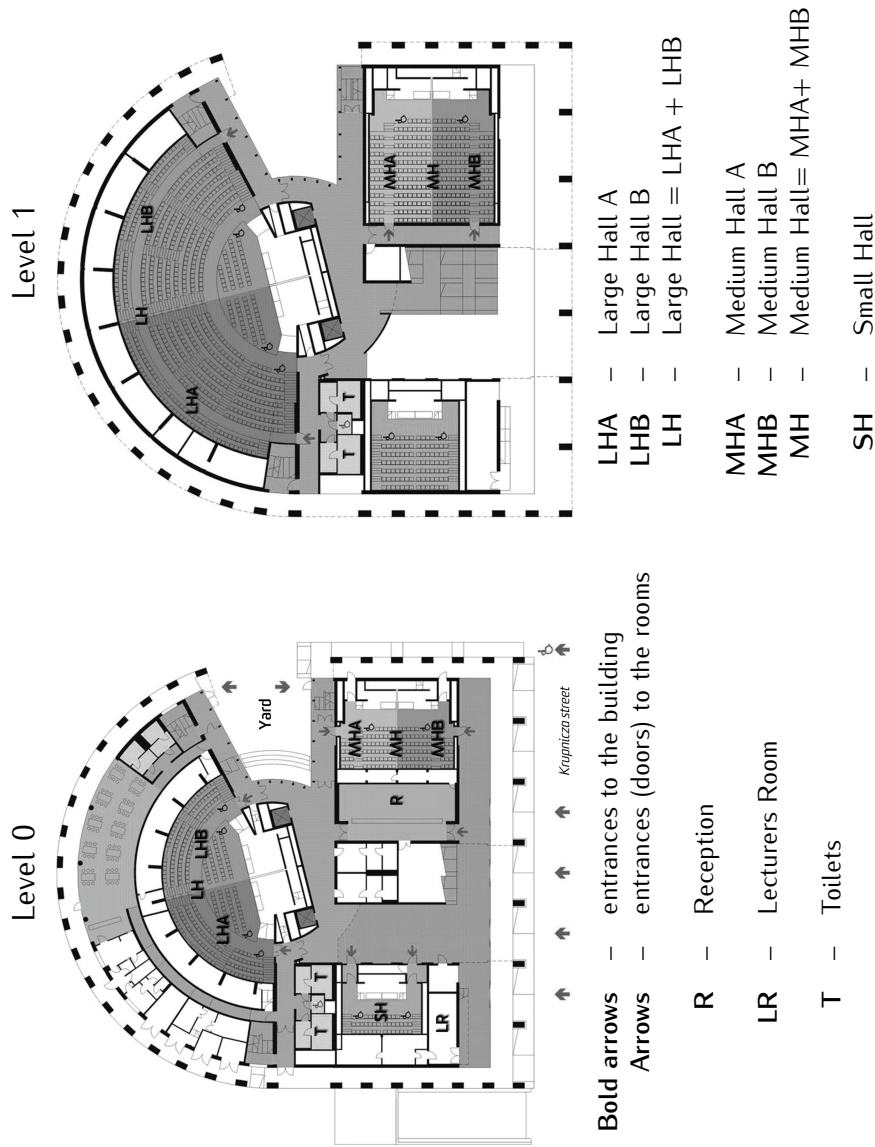 Level 0
LHA
LH
LHB
Yard
SH
LR
T
T
R
MHA
MH
MHB
Krupnicza street
Bold arrows – entrances to the building
Arrows – entrances (doors) to the rooms
R – Reception
LR – Lecturers Room
T – Toilets
Level 1
LHA
LH
LHB
T
T
MHA
MH
MHB
LHA – Large Hall A
LHB – Large Hall B
LH – Large Hall = LHA + LHB
MHA – Medium Hall A
MHB – Medium Hall B
MH – Medium Hall= MHA+ MHB
SH – Small Hall